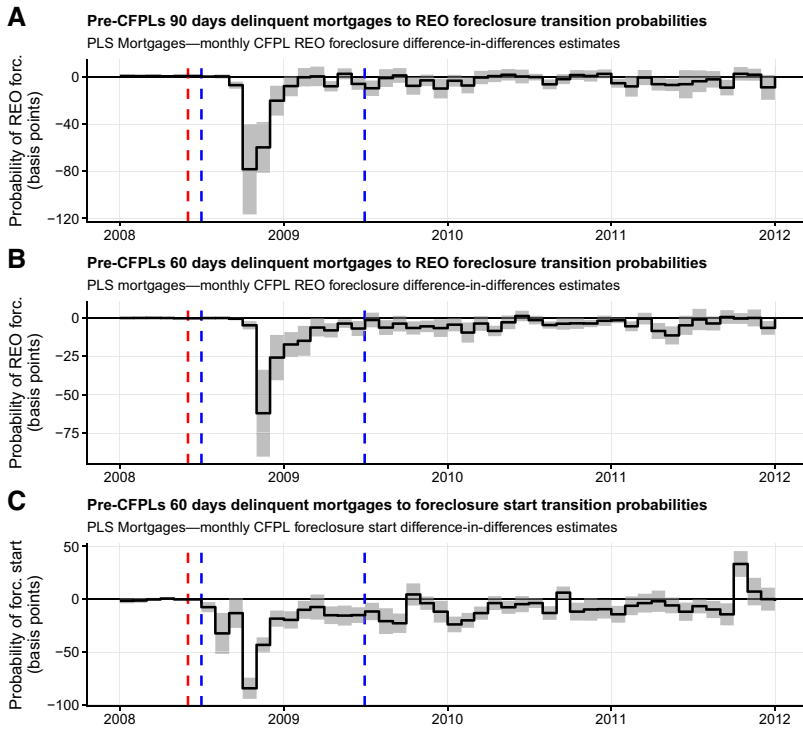 A
Pre-CFPLs 90 days delinquent mortgages to REO foreclosure transition probabilities
PLS Mortgages—monthly CFPL REO foreclosure difference-in-differences estimates
Probability of REO forc.
(basis points)
0
−40
−80
−120
2008
2009
2010
2011
2012
B
Pre-CFPLs 60 days delinquent mortgages to REO foreclosure transition probabilities
PLS mortgages—monthly CFPL REO foreclosure difference-in-differences estimates
Probability of REO forc.
(basis points)
0
−25
−50
−75
2008
2009
2010
2011
2012
C
Pre-CFPLs 60 days delinquent mortgages to foreclosure start transition probabilities
PLS Mortgages—monthly CFPL foreclosure start difference-in-differences estimates
Probability of forc. start
(basis points)
50
0
−50
−100
2008
2009
2010
2011
2012